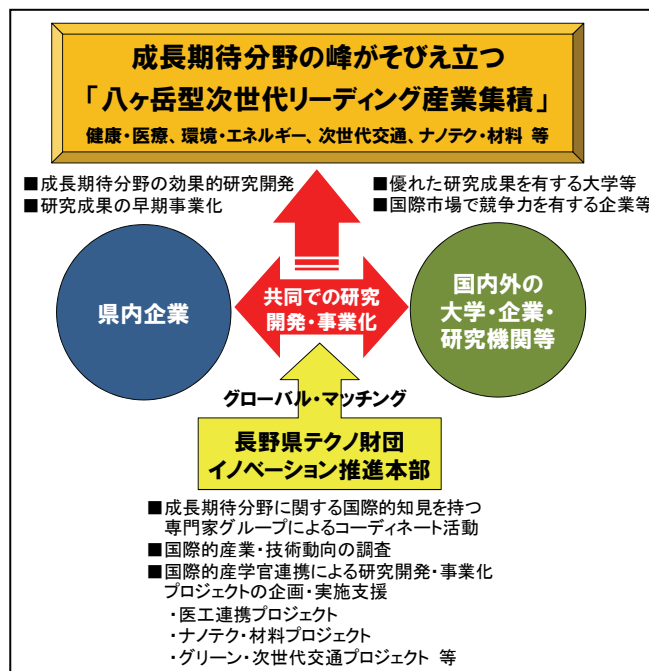 成長期待分野の峰がそびえ立つ
「八ヶ岳型次世代リーディング産業集積」
健康・医療、環境・エネルギー、次世代交通、ナノテク・材料 等
■成長期待分野の効果的研究開発
■研究成果の早期事業化
■優れた研究成果を有する大学等
■国際市場で競争力を有する企業等
県内企業
共同での研究
開発・事業化
国内外の
大学・企業・
研究機関等
グローバル・マッチング
長野県テクノ財団
イノベーション推進本部
■成長期待分野に関する国際的知見を持つ
専門家グループによるコーディネート活動
■国際的産業・技術動向の調査
■国際的産学官連携による研究開発・事業化
プロジェクトの企画・実施支援
・医工連携プロジェクト
・ナノテク・材料プロジェクト
・グリーン・次世代交通プロジェクト 等